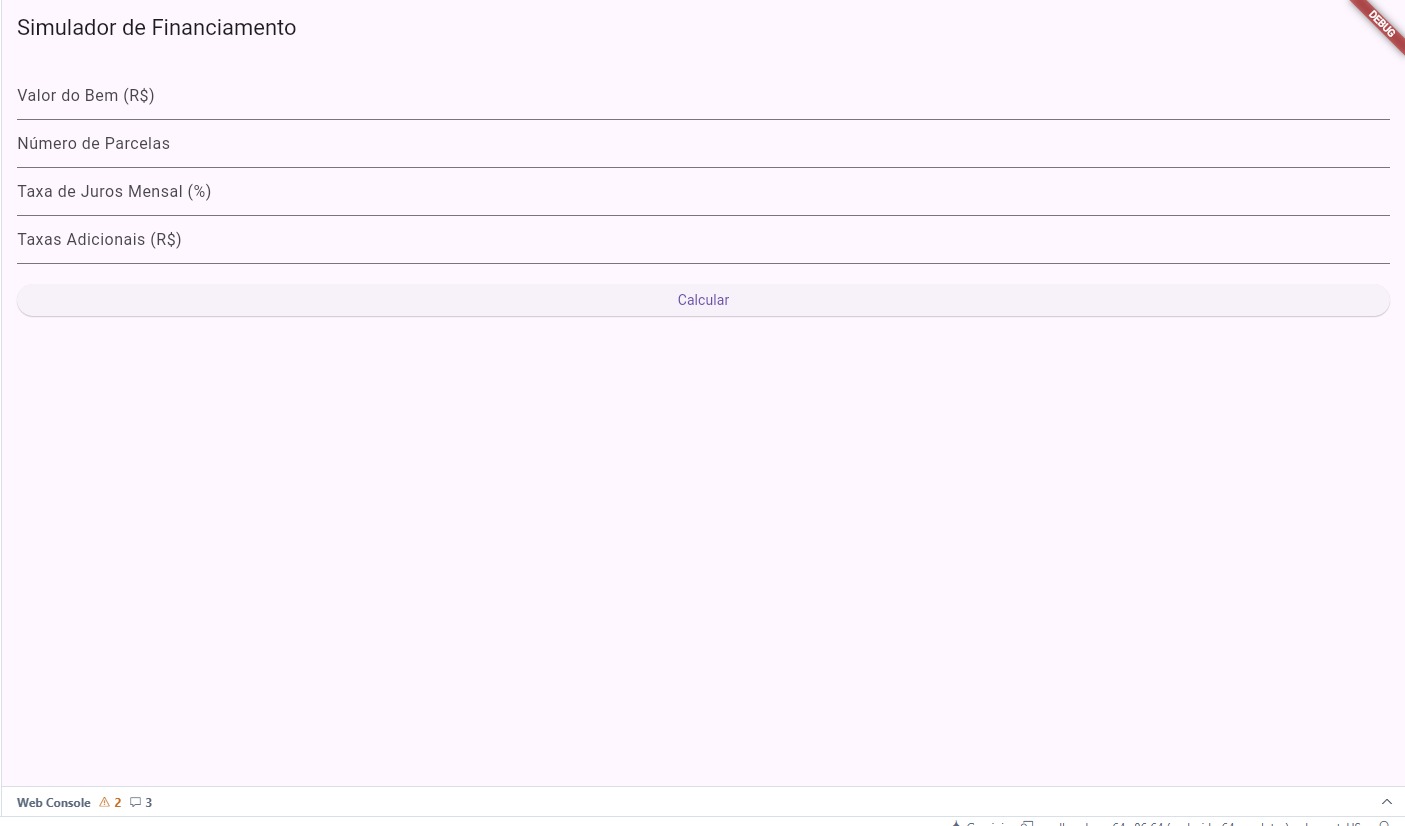 Simulador de Financiamento
DEBUG
Valor do Bem (R$)
Número de Parcelas
Taxa de Juros Mensal (%)
Taxas Adicionais (R$)
Calcular
Web Console 2 3